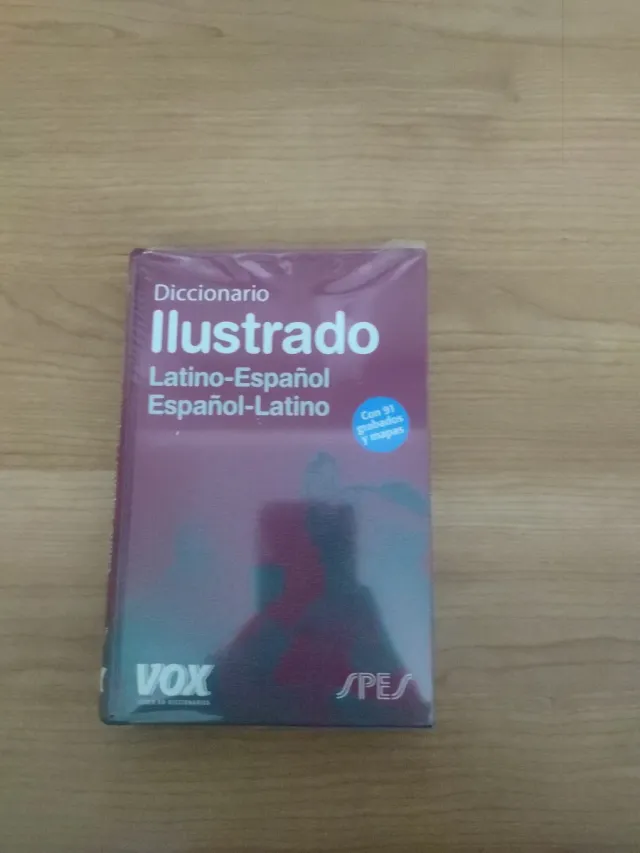 Diccionario
Ilustrado
Latino-Español
Español-Latino
Con 91
grabados
y mapas
VOX
SPES